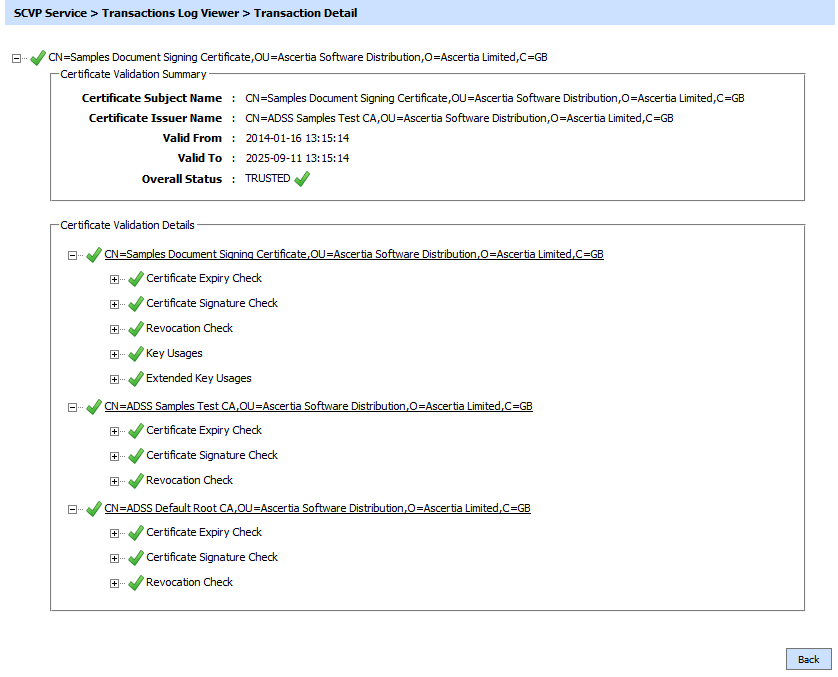 SCVP Service > Transactions Log Viewer > Transaction Detail
CN=Samples Document Signing Certificate,OU=Ascertia Software Distribution,O=Ascertia Limited,C=GB
Certificate Validation Summary
Certificate Subject Name : CN=Samples Document Signing Certificate,OU=Ascertia Software Distribution,O=Ascertia Limited,C=GB
Certificate Issuer Name : CN=ADSS Samples Test CA,OU=Ascertia Software Distribution,O=Ascertia Limited,C=GB
Valid From : 2014-01-16 13:15:14
Valid To : 2025-09-11 13:15:14
Overall Status : TRUSTED
Certificate Validation Details
CN=Samples Document Signing Certificate,OU=Ascertia Software Distribution,O=Ascertia Limited,C=GB
Certificate Expiry Check
Certificate Signature Check
Revocation Check
Key Usages
Extended Key Usages
CN=ADSS Samples Test CA,OU=Ascertia Software Distribution,O=Ascertia Limited,C=GB
Certificate Expiry Check
Certificate Signature Check
Revocation Check
CN=ADSS Default Root CA,OU=Ascertia Software Distribution,O=Ascertia Limited,C=GB
Certificate Expiry Check
Certificate Signature Check
Revocation Check
Back